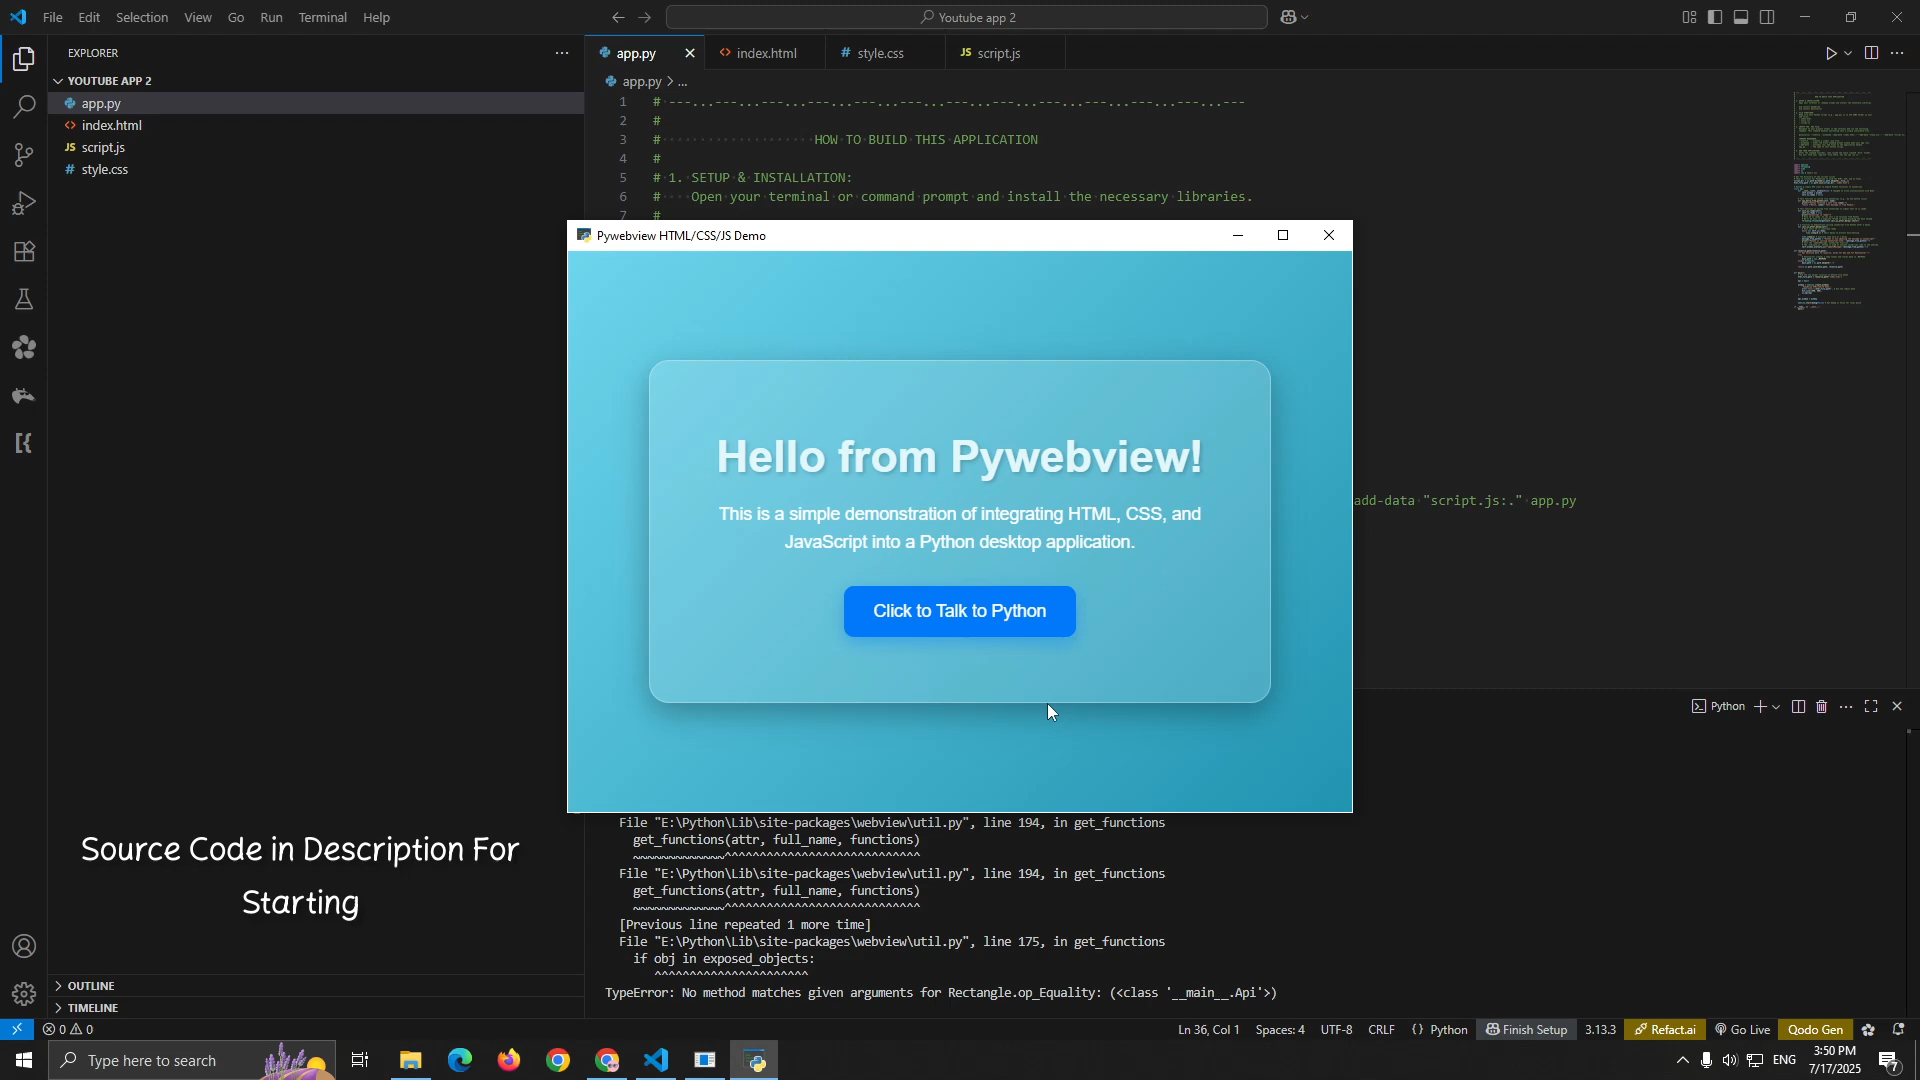 File Edit Selection View Go Run Terminal Help
Youtube app 2
EXPLORER
YOUTUBE APP 2
app.py
index.html
JS script.js
# style.css
OUTLINE
TIMELINE
app.py
index.html
# style.css
JS script.js
app.py > ...
1 # ---...---...---...---...---...---...---...---...---...---...---...---...---
2 #
3 # HOW TO BUILD THIS APPLICATION
4 #
5 # 1. SETUP & INSTALLATION:
6 # Open your terminal or command prompt and install the necessary libraries.
7 #
add-data "script.js:." app.py
Pywebview HTML/CSS/JS Demo
Hello from Pywebview!
This is a simple demonstration of integrating HTML, CSS, and
JavaScript into a Python desktop application.
Click to Talk to Python
Python
File "E:\Python\Lib\site-packages\webview\util.py", line 194, in get_functions
get_functions(attr, full_name, functions)
~~~~~~~~~~~~~^^^^^^^^^^^^^^^^^^^^^^^^^^^^
File "E:\Python\Lib\site-packages\webview\util.py", line 194, in get_functions
get_functions(attr, full_name, functions)
~~~~~~~~~~~~~^^^^^^^^^^^^^^^^^^^^^^^^^^^^
[Previous line repeated 1 more time]
File "E:\Python\Lib\site-packages\webview\util.py", line 175, in get_functions
if obj in exposed_objects:
^^^^^^^^^^^^^^^^^^^^^^
TypeError: No method matches given arguments for Rectangle.op_Equality: (<class '__main__.Api'>)
Source Code in Description For
Starting
0 0
Ln 36, Col 1 Spaces: 4 UTF-8 CRLF {} Python Finish Setup 3.13.3 Refact.ai Go Live Qodo Gen
Type here to search
ENG
3:50 PM
7/17/2025
7